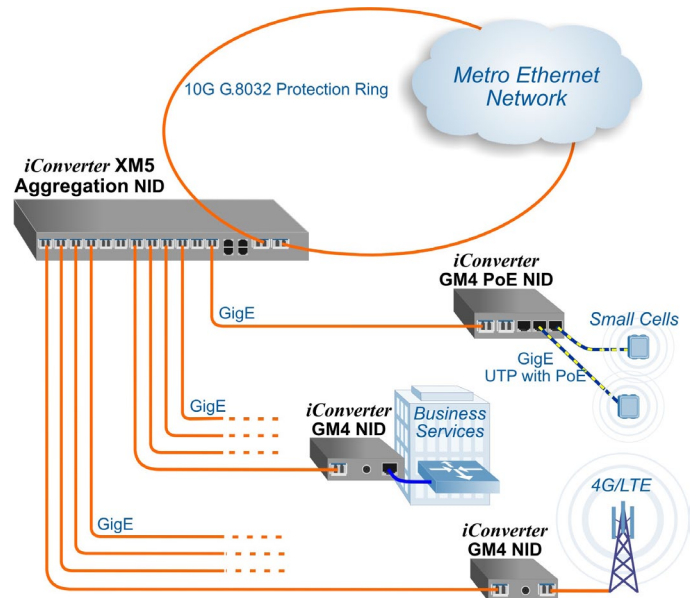 10G G.8032 Protection Ring
Metro Ethernet
Network
iConverter XM5
Aggregation NID
iConverter
GM4 PoE NID
GigE
Small Cells
GigE
UTP with PoE
GigE
iConverter
GM4 NID
Business
Services
4G/LTE
GigE
iConverter
GM4 NID